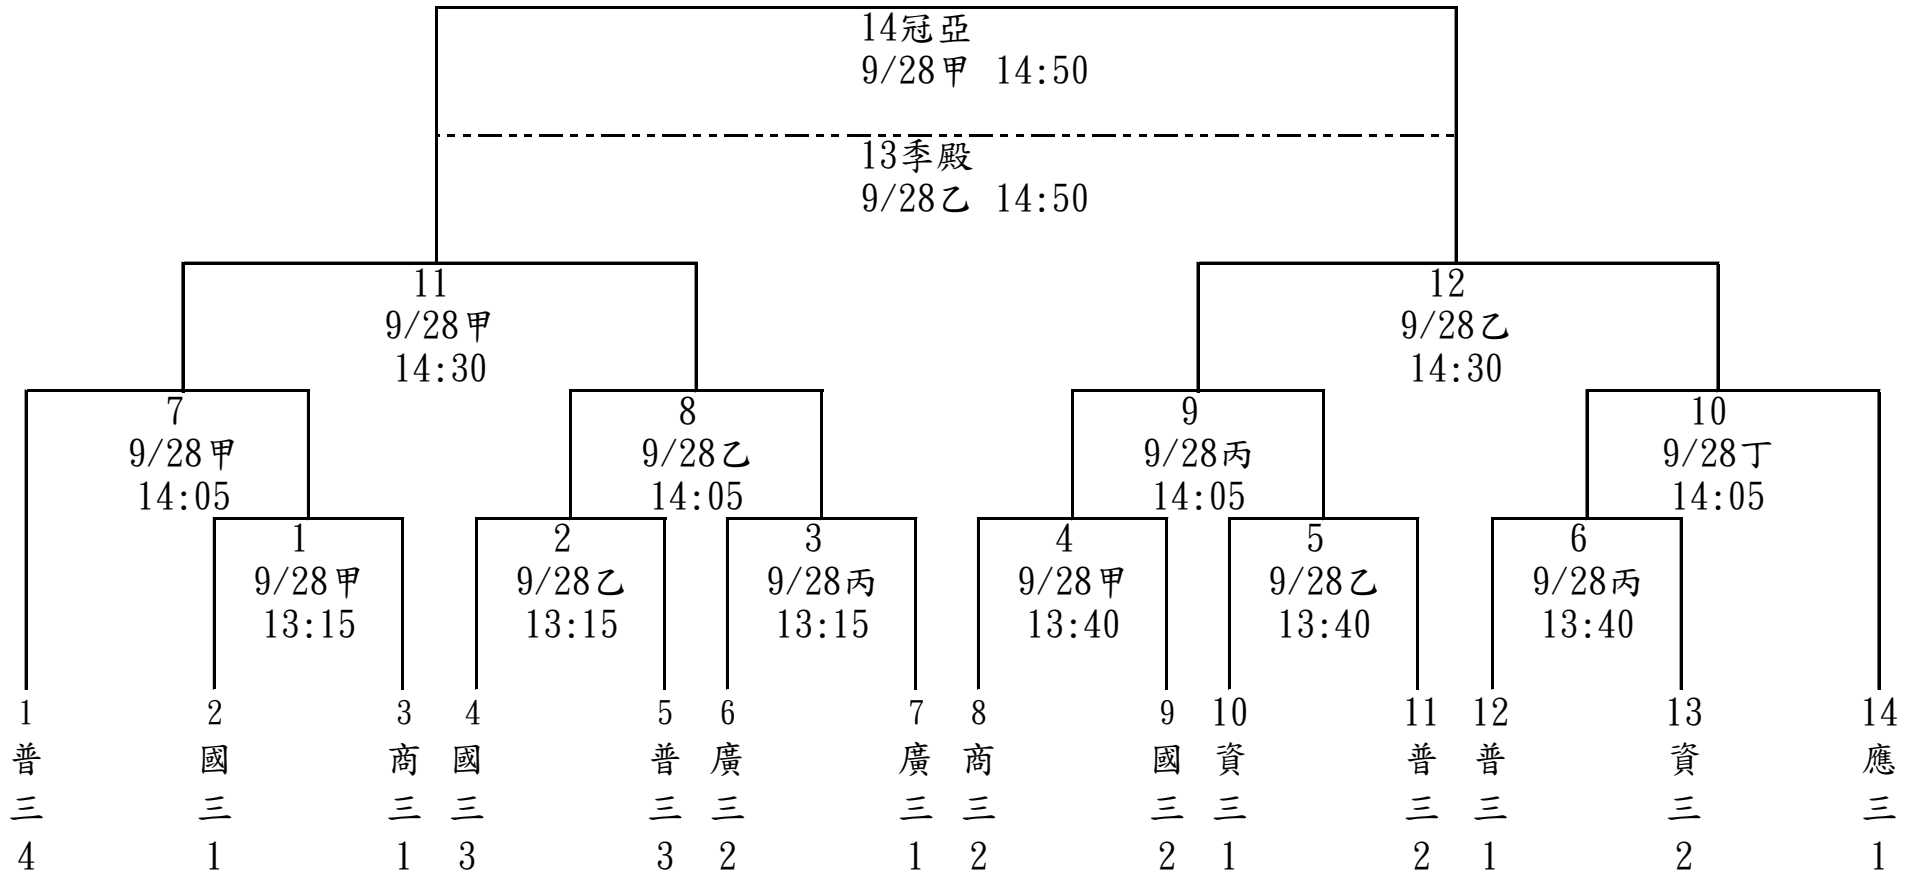 14冠亞
9/28甲 14:50
13季殿
9/28乙 14:50
11
9/28甲
14:30
12
9/28乙
14:30
7
9/28甲
14:05
8
9/28乙
14:05
9
9/28丙
14:05
10
9/28丁
14:05
1
9/28甲
13:15
2
9/28乙
13:15
3
9/28丙
13:15
4
9/28甲
13:40
5
9/28乙
13:40
6
9/28丙
13:40
1 2 3 4 5 6 7 8 9 10 11 12 13 14
普 國 商 國 普 廣 廣 商 國 資 普 普 資 應
三 三 三 三 三 三 三 三 三 三 三 三 三 三
4 1 1 3 3 2 1 2 2 1 2 1 2 1